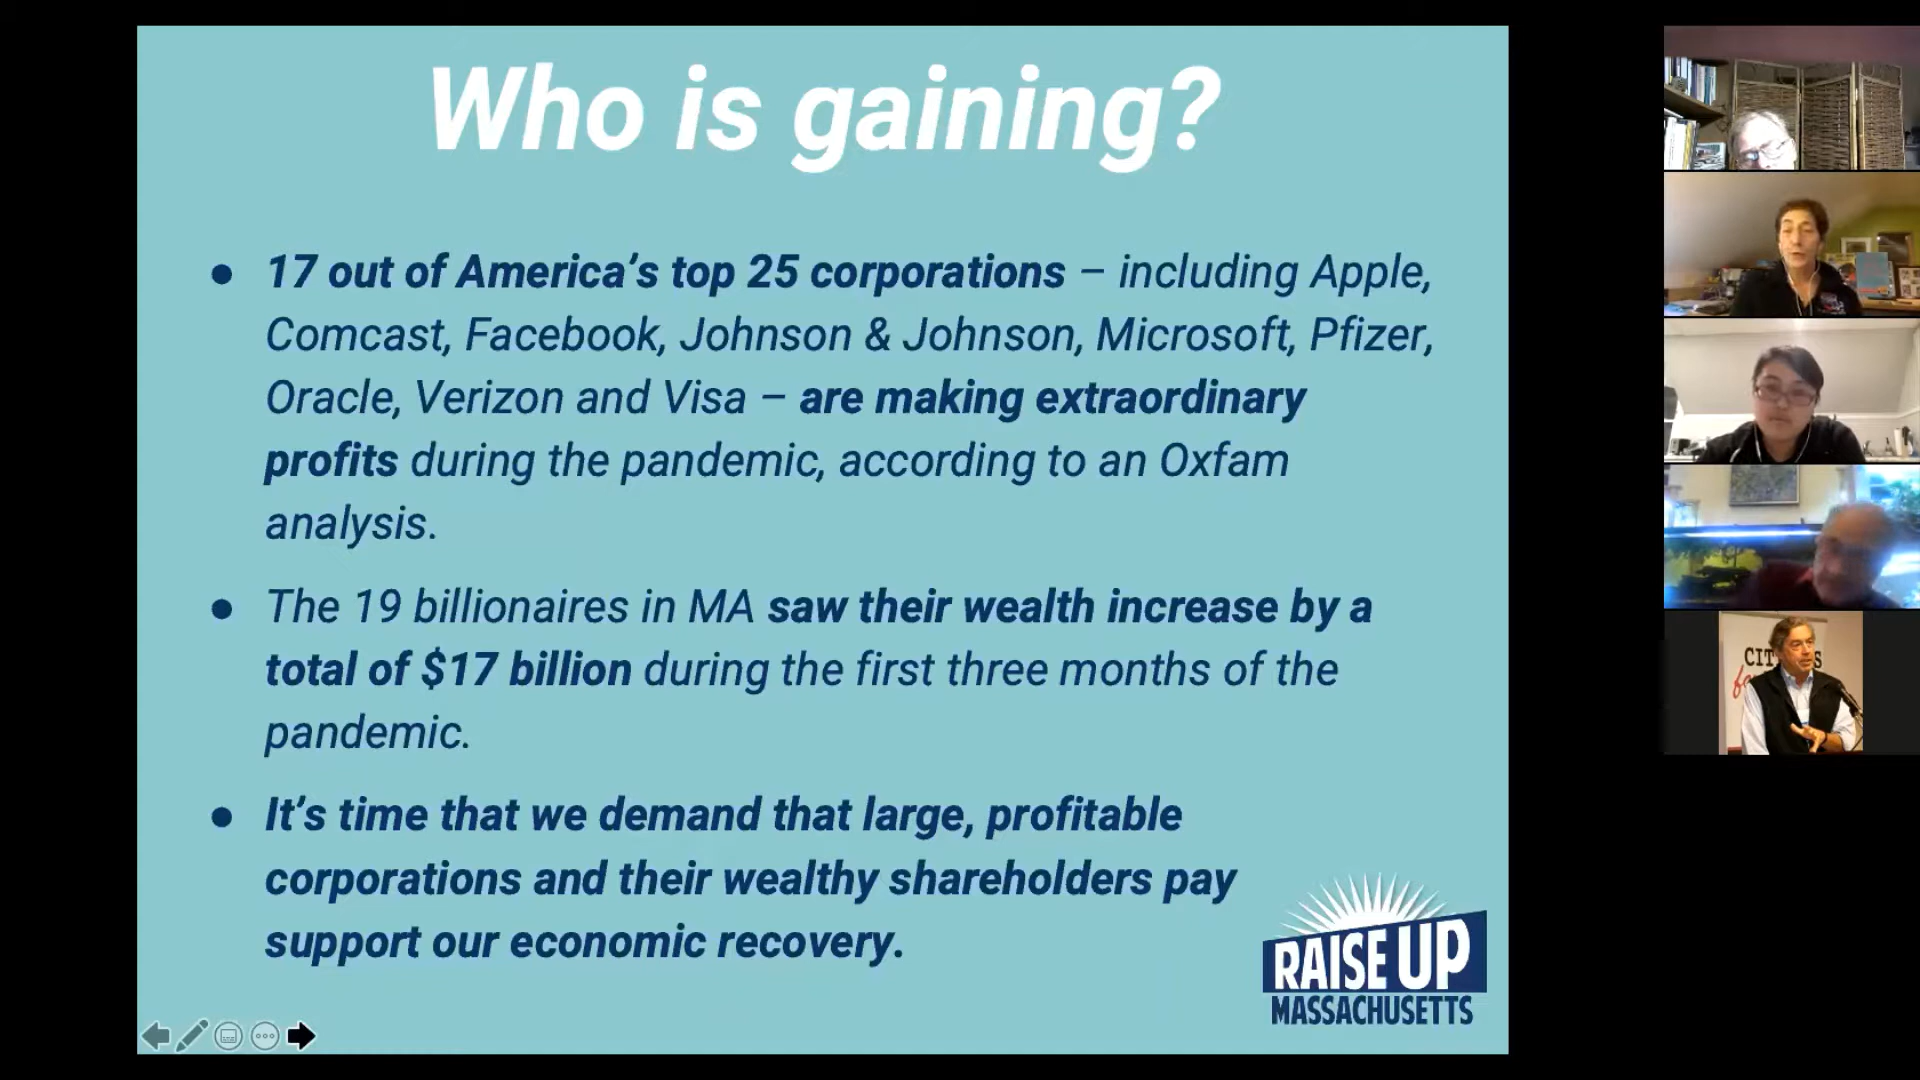 Who is gaining?
● 17 out of America’s top 25 corporations – including Apple,
Comcast, Facebook, Johnson & Johnson, Microsoft, Pfizer,
Oracle, Verizon and Visa – are making extraordinary
profits during the pandemic, according to an Oxfam
analysis.
● The 19 billionaires in MA saw their wealth increase by a
total of $17 billion during the first three months of the
pandemic.
● It’s time that we demand that large, profitable
corporations and their wealthy shareholders pay
support our economic recovery.
RAISE UP
MASSACHUSETTS